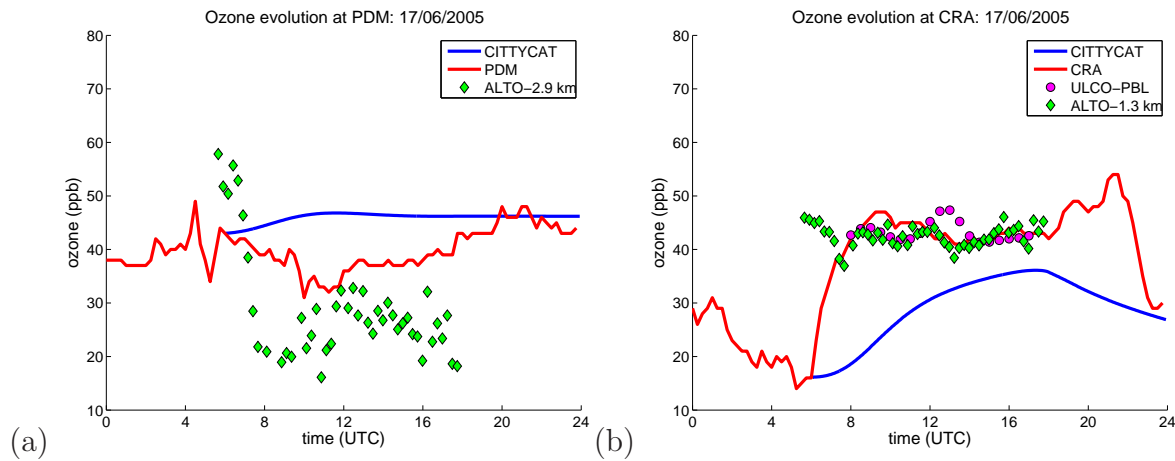 Ozone evolution at PDM: 17/06/2005
80
70
60
50
40
30
20
10
ozone (ppb)
0 4 8 12 16 20 24
time (UTC)
CITTYCAT
PDM
ALTO−2.9 km
(a)
Ozone evolution at CRA: 17/06/2005
80
70
60
50
40
30
20
10
ozone (ppb)
0 4 8 12 16 20 24
time (UTC)
CITTYCAT
CRA
ULCO−PBL
ALTO−1.3 km
(b)